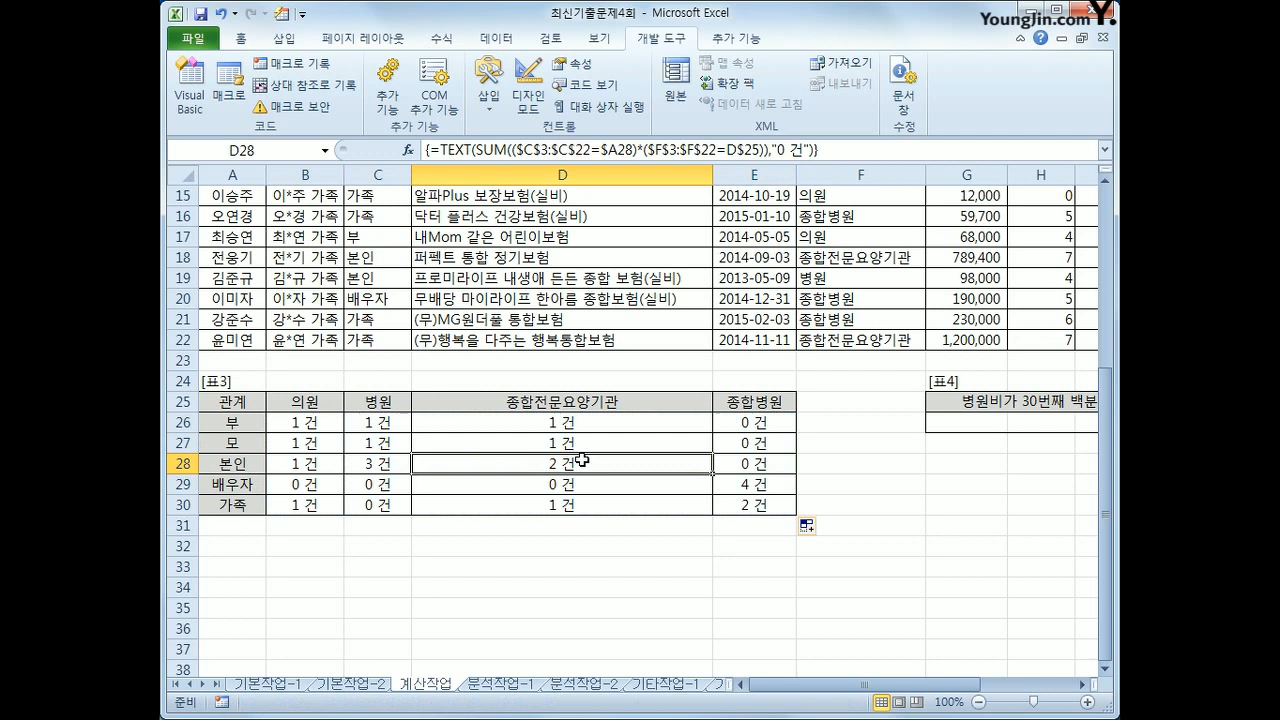 최신기출문제4회 - Microsoft Excel
YoungJin.com Y.
파일 홈 삽입 페이지 레이아웃 수식 데이터 검토 보기 개발 도구 추가 기능
Visual Basic 매크로 매크로 기록 상대 참조로 기록 매크로 보안 코드
추가 기능 COM 추가 기능 추가 기능
삽입 디자인 모드 속성 코드 보기 대화 상자 실행 컨트롤
원본 맵 속성 확장 팩 데이터 새로 고침 가져오기 내보내기 XML
문서 창 수정
D28 fx {=TEXT(SUM(($C$3:$C$22=$A28)*($F$3:$F$22=D$25)),"0 건")}
A B C D E F G H
15 이승주 이*주 가족 가족 알파Plus 보장보험(실비) 2014-10-19 의원 12,000 0
16 오연경 오*경 가족 가족 닥터 플러스 건강보험(실비) 2015-01-10 종합병원 59,700 5
17 최승연 최*연 가족 부 내Mom 같은 어린이보험 2014-05-05 의원 68,000 4
18 전웅기 전*기 가족 본인 퍼펙트 통합 정기보험 2014-09-03 종합전문요양기관 789,400 7
19 김준규 김*규 가족 본인 프로미라이프 내생애 든든 종합 보험(실비) 2013-05-09 병원 98,000 4
20 이미자 이*자 가족 배우자 무배당 마이라이프 한아름 종합보험(실비) 2014-12-31 종합병원 190,000 5
21 강준수 강*수 가족 가족 (무)MG원더풀 통합보험 2015-02-03 종합병원 230,000 6
22 윤미연 윤*연 가족 가족 (무)행복을 다주는 행복통합보험 2014-11-11 종합전문요양기관 1,200,000 7
23
24 [표3] [표4]
25 관계 의원 병원 종합전문요양기관 종합병원 병원비가 30번째 백분
26 부 1 건 1 건 1 건 0 건
27 모 1 건 1 건 1 건 0 건
28 본인 1 건 3 건 2 건 0 건
29 배우자 0 건 0 건 0 건 4 건
30 가족 1 건 0 건 1 건 2 건
31
32
33
34
35
36
37
38
기본작업-1 기본작업-2 계산작업 분석작업-1 분석작업-2 기타작업-1
준비 100%